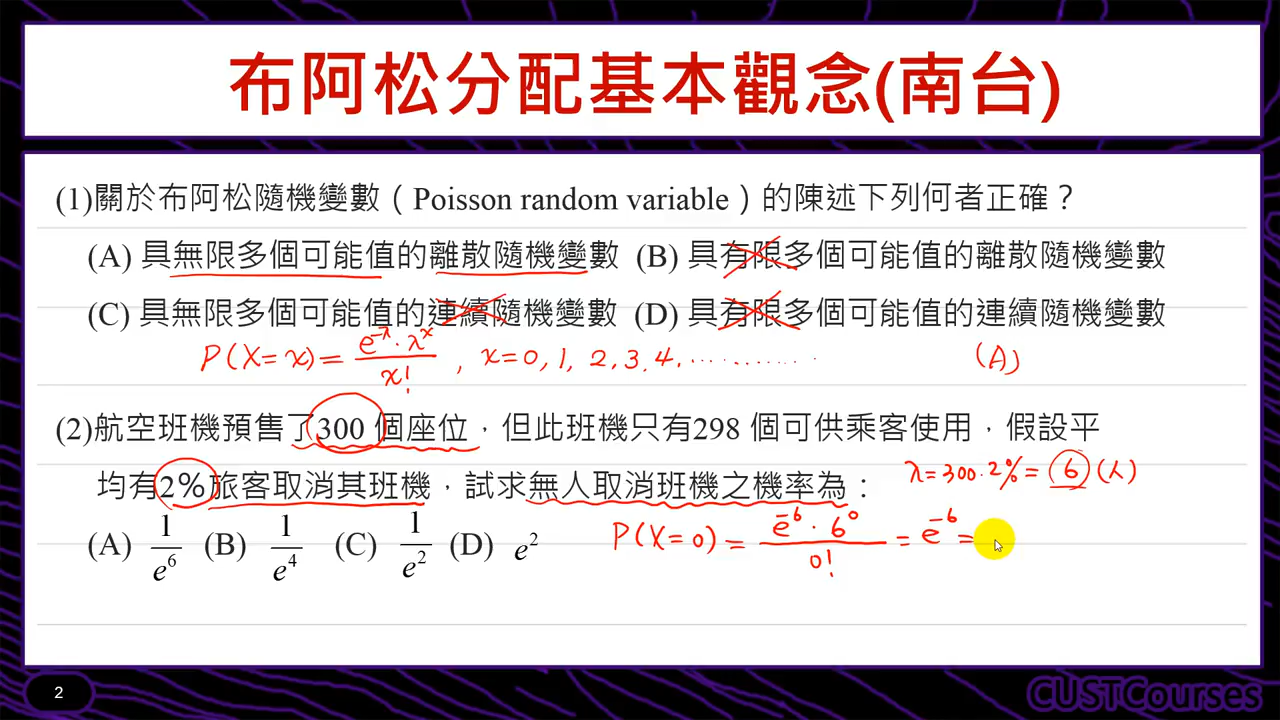 布阿松分配基本觀念(南台)
(1)關於布阿松隨機變數（Poisson random variable）的陳述下列何者正確？
(A) 具無限多個可能值的離散隨機變數 (B) 具有限多個可能值的離散隨機變數
(C) 具無限多個可能值的連續隨機變數 (D) 具有限多個可能值的連續隨機變數
P(X=x) = \frac{e^{-λ}·λ^x}{x!} , x=0,1,2,3,4,………… (A)
(2)航空班機預售了300 個座位，但此班機只有298 個可供乘客使用，假設平
均有2%旅客取消其班機，試求無人取消班機之機率為： λ=300·2%=6(人)
(A) \frac{1}{e^6} (B) \frac{1}{e^4} (C) \frac{1}{e^2} (D) e^2 P(X=0) = \frac{e^{-6}·6^0}{0!} = e^{-6} =
2
CUSTCourses